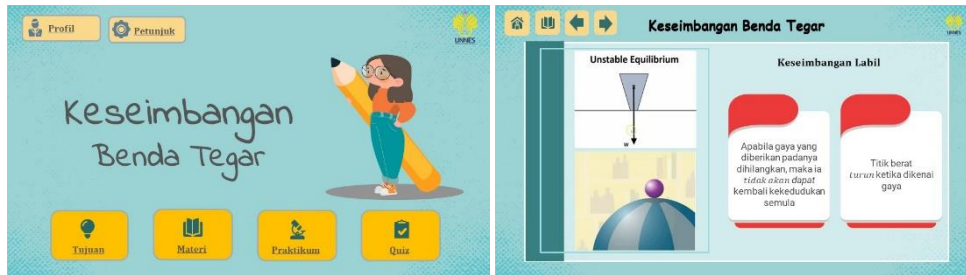 Profil
Petunjuk
UNNES
Keseimbangan
Benda Tegar
Tujuan
Materi
Praktikum
Quiz
Keseimbangan Benda Tegar
UNNES
Unstable Equilibrium
w
Keseimbangan Labil
Apabila gaya yang
diberikan padanya
dihilangkan, maka ia
tidak akan dapat
kembali kekedudukan
semula
Titik berat
turun ketika dikenai
gaya